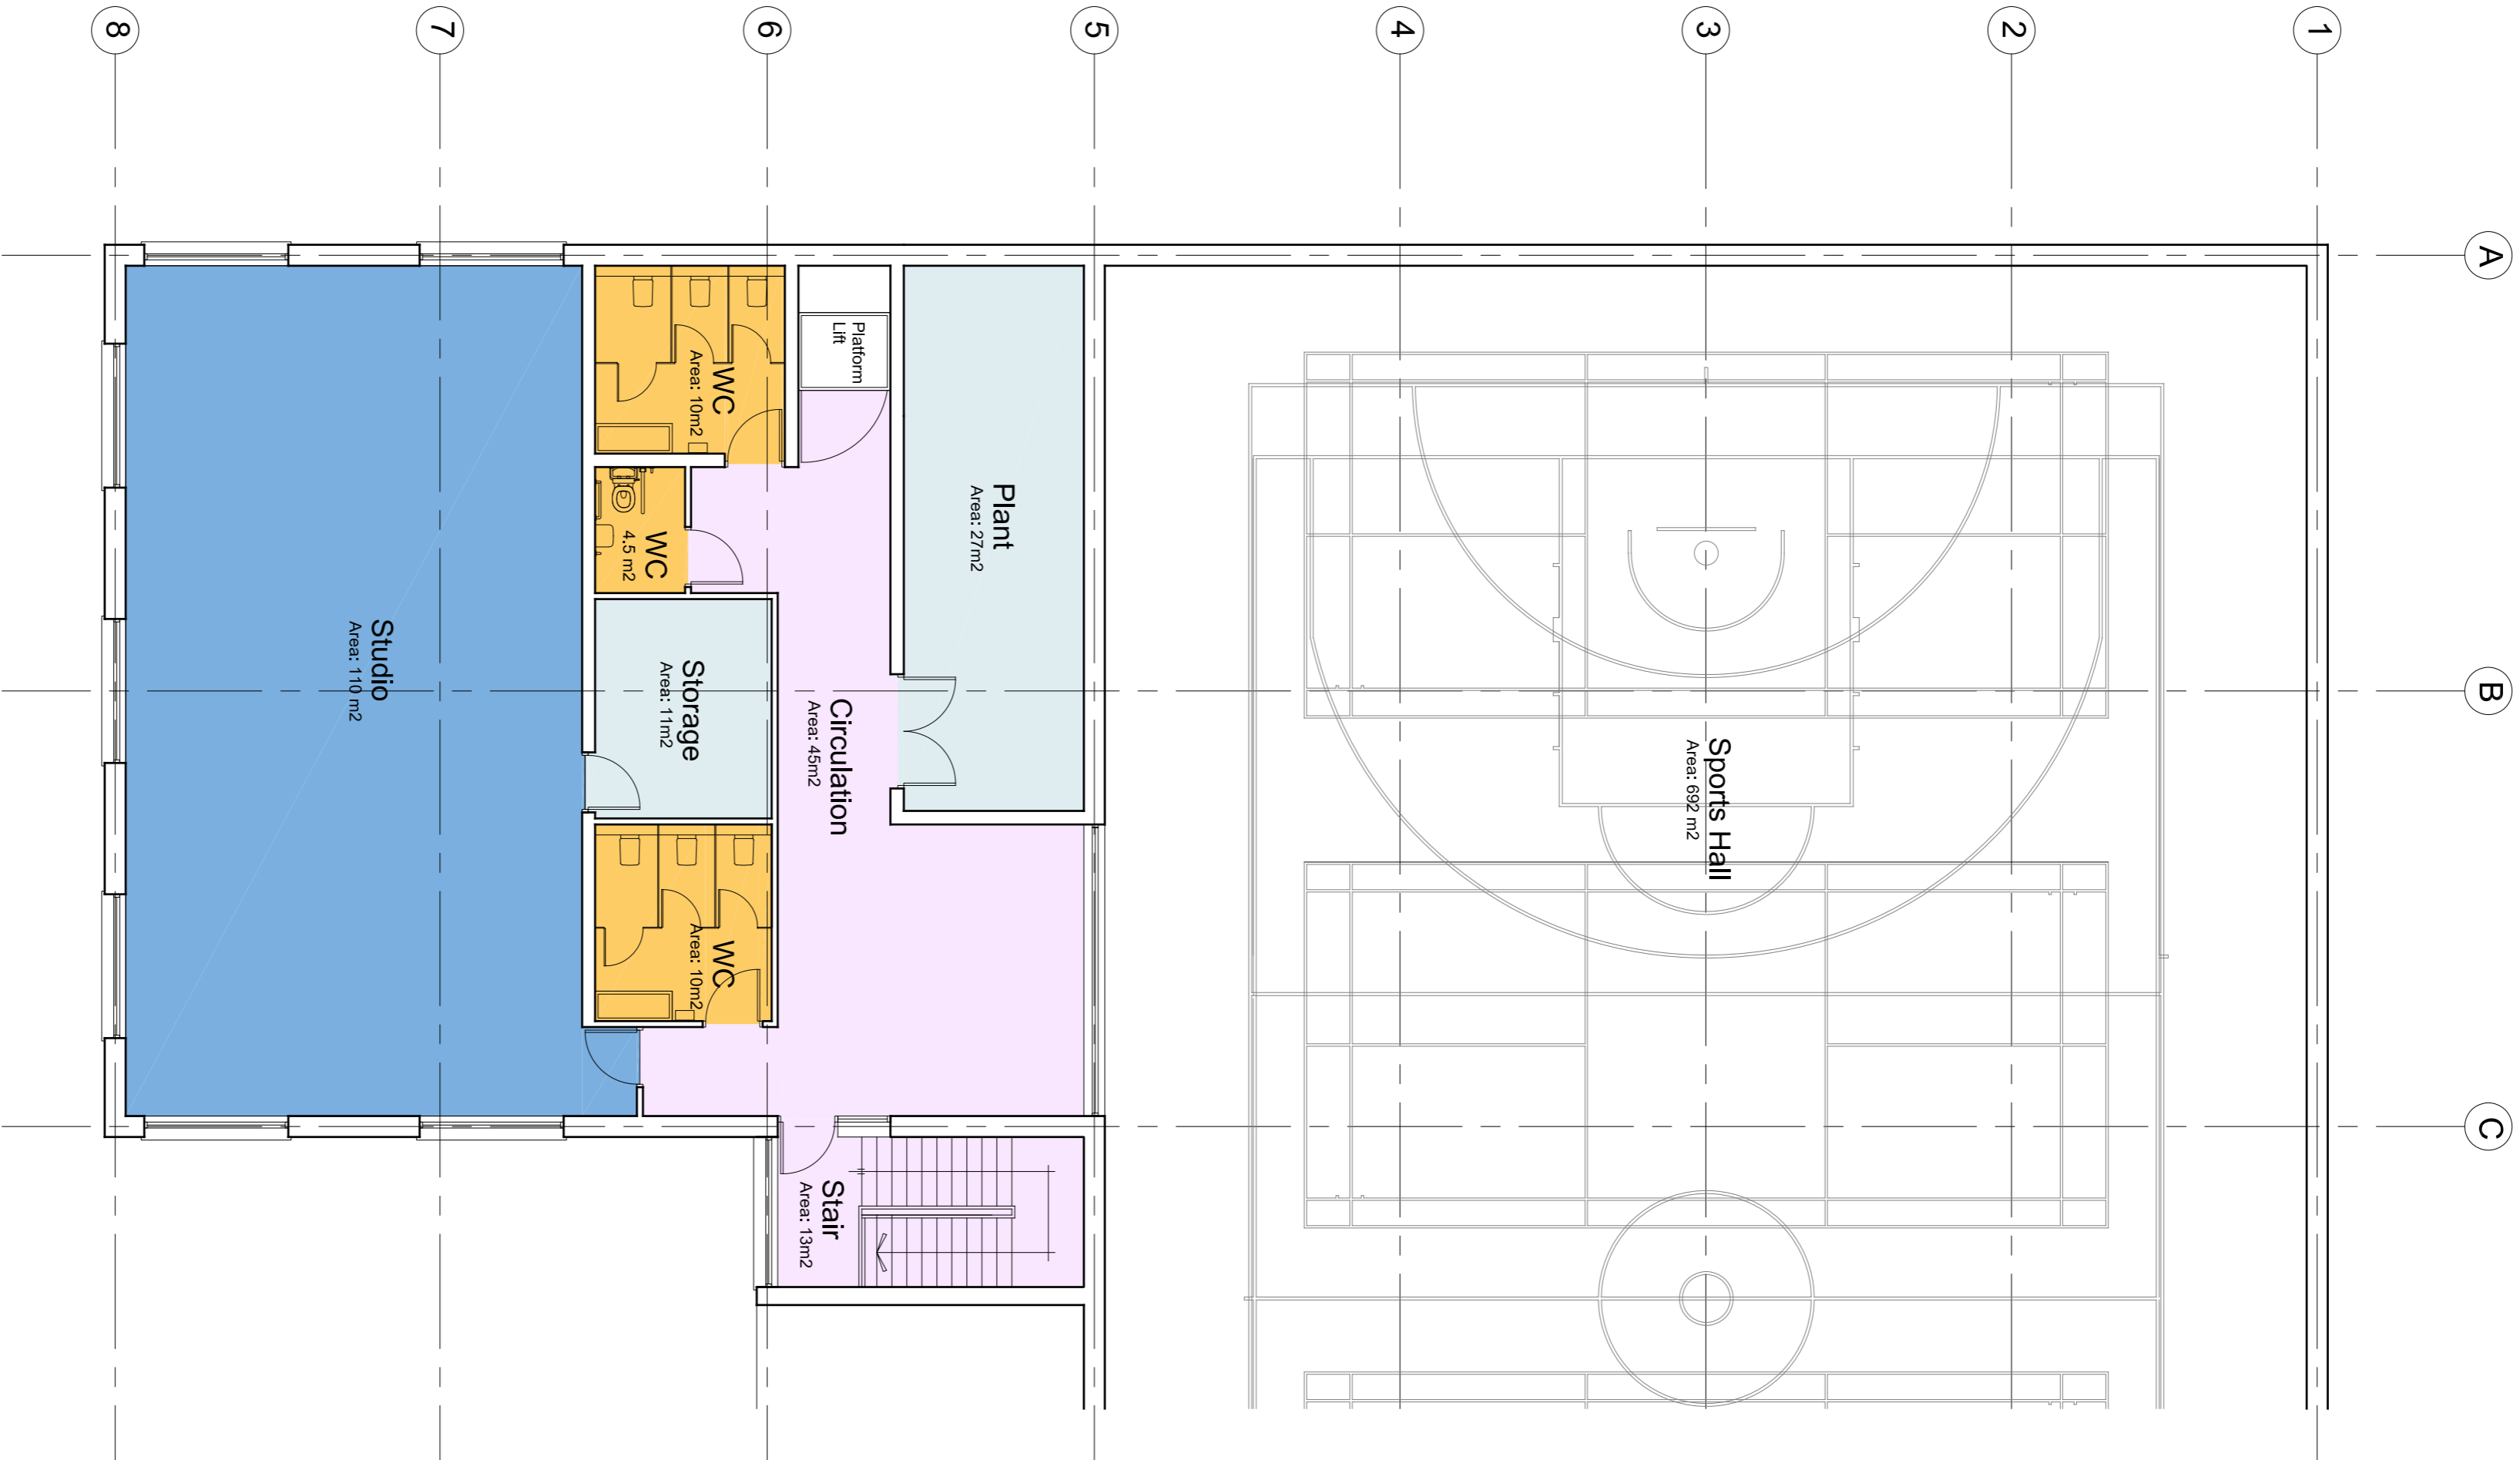 8
7
6
5
4
3
2
1
A
B
C
WC
Area: 10m2
Platform
Lift
Plant
Area: 27m2
WC
4.5 m2
Studio
Area: 110 m2
Storage
Area: 11m2
Circulation
Area: 45m2
Sports Hall
Area: 692 m2
WC
Area: 10m2
Stair
Area: 13m2